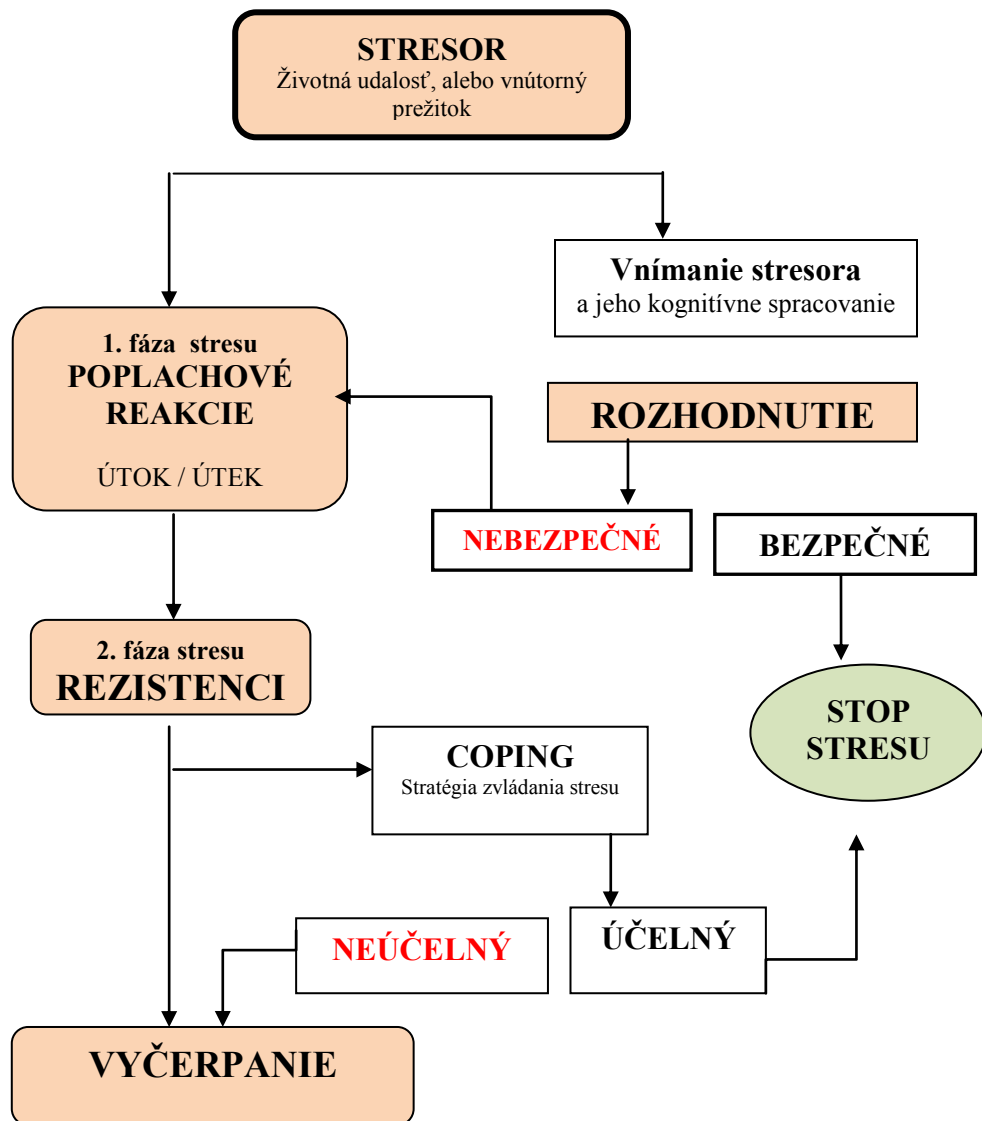 STRESOR
Životná udalosť, alebo vnútorný
prežitok
Vnímanie stresora
a jeho kognitívne spracovanie
1. fáza stresu
POPLACHOVÉ
REAKCIE
ÚTOK / ÚTEK
ROZHODNUTIE
NEBEZPEČNÉ
BEZPEČNÉ
2. fáza stresu
REZISTENCI
STOP
STRESU
COPING
Stratégia zvládania stresu
NEÚČELNÝ
ÚČELNÝ
VYČERPANIE